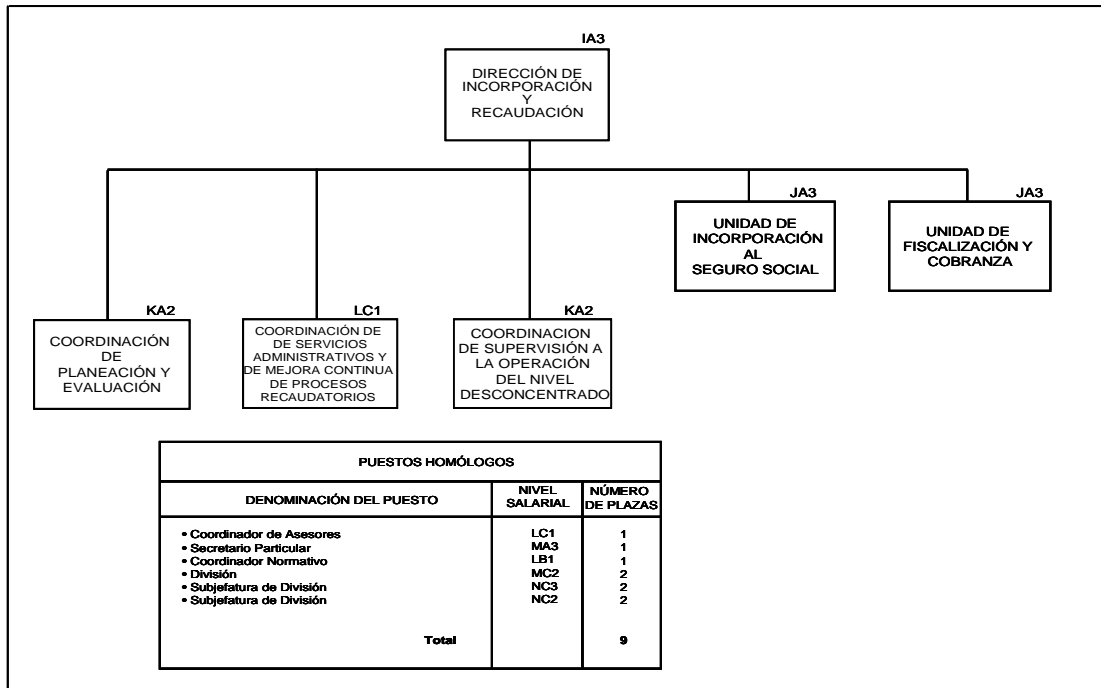 IA3
DIRECCIÓN DE
INCORPORACIÓN
Y
RECAUDACIÓN
JA3
UNIDAD DE
INCORPORACIÓN
AL
SEGURO SOCIAL
JA3
UNIDAD DE
FISCALIZACIÓN Y
COBRANZA
KA2
COORDINACIÓN
DE
PLANEACIÓN Y
EVALUACIÓN
LC1
COORDINACIÓN DE
DE SERVICIOS
ADMINISTRATIVOS Y
DE MEJORA CONTINUA
DE PROCESOS
RECAUDATORIOS
KA2
COORDINACION
DE SUPERVISIÓN A
LA OPERACIÓN
DEL NIVEL
DESCONCENTRADO
PUESTOS HOMÓLOGOS
DENOMINACIÓN DEL PUESTO
NIVEL
SALARIAL
NÚMERO
DE PLAZAS
• Coordinador de Asesores LC1 1
• Secretario Particular MA3 1
• Coordinador Normativo LB1 1
• División MC2 2
• Subjefatura de División NC3 2
• Subjefatura de División NC2 2
Total 9